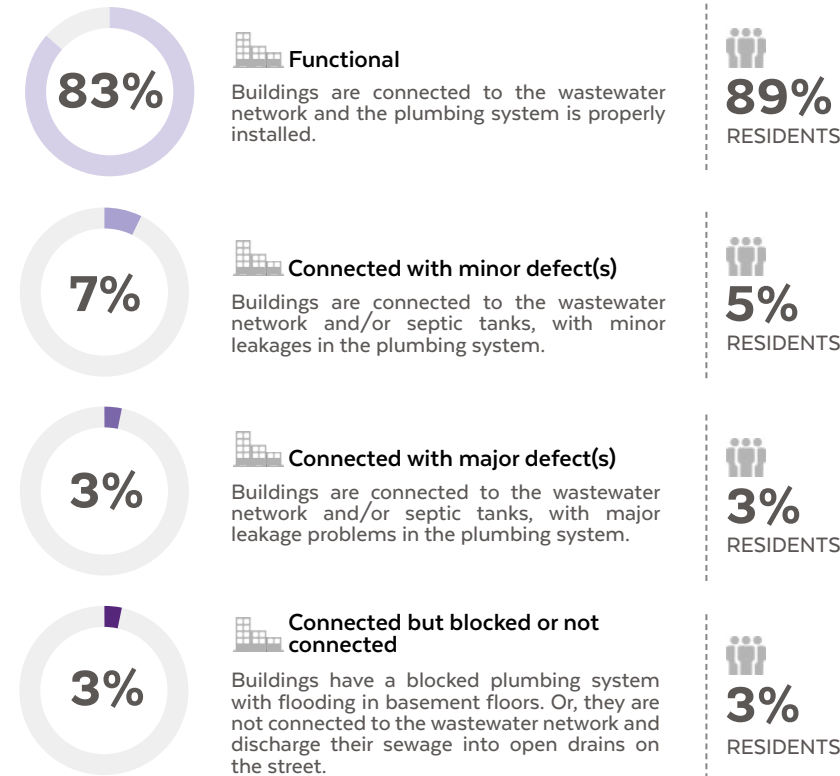 83%
Functional
Buildings are connected to the wastewater
network and the plumbing system is properly
installed.
89%
RESIDENTS
7%
Connected with minor defect(s)
Buildings are connected to the wastewater
network and/or septic tanks, with minor
leakages in the plumbing system.
5%
RESIDENTS
3%
Connected with major defect(s)
Buildings are connected to the wastewater
network and/or septic tanks, with major
leakage problems in the plumbing system.
3%
RESIDENTS
3%
Connected but blocked or not
connected
Buildings have a blocked plumbing system
with flooding in basement floors. Or, they are
not connected to the wastewater network and
discharge their sewage into open drains on
the street.
3%
RESIDENTS